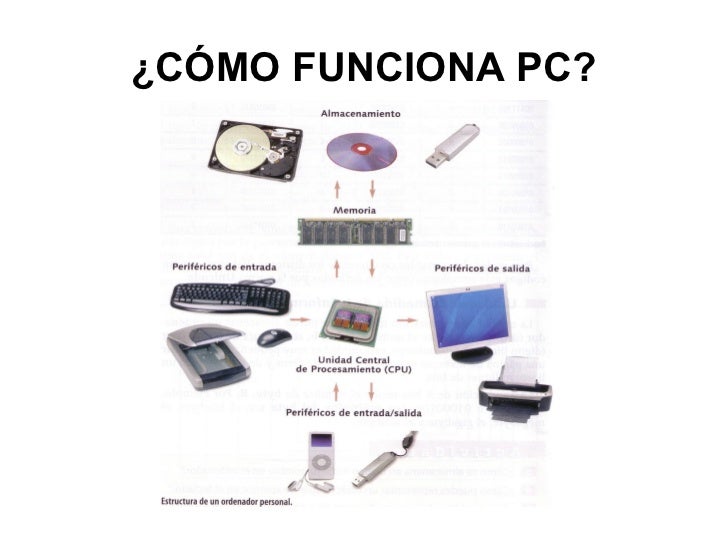 ¿CÓMO FUNCIONA PC?
Almacenamiento
Memoria
Periféricos de entrada
Periféricos de salida
Unidad Central
de Procesamiento (CPU)
Periféricos de entrada/salida
Estructura de un ordenador personal.